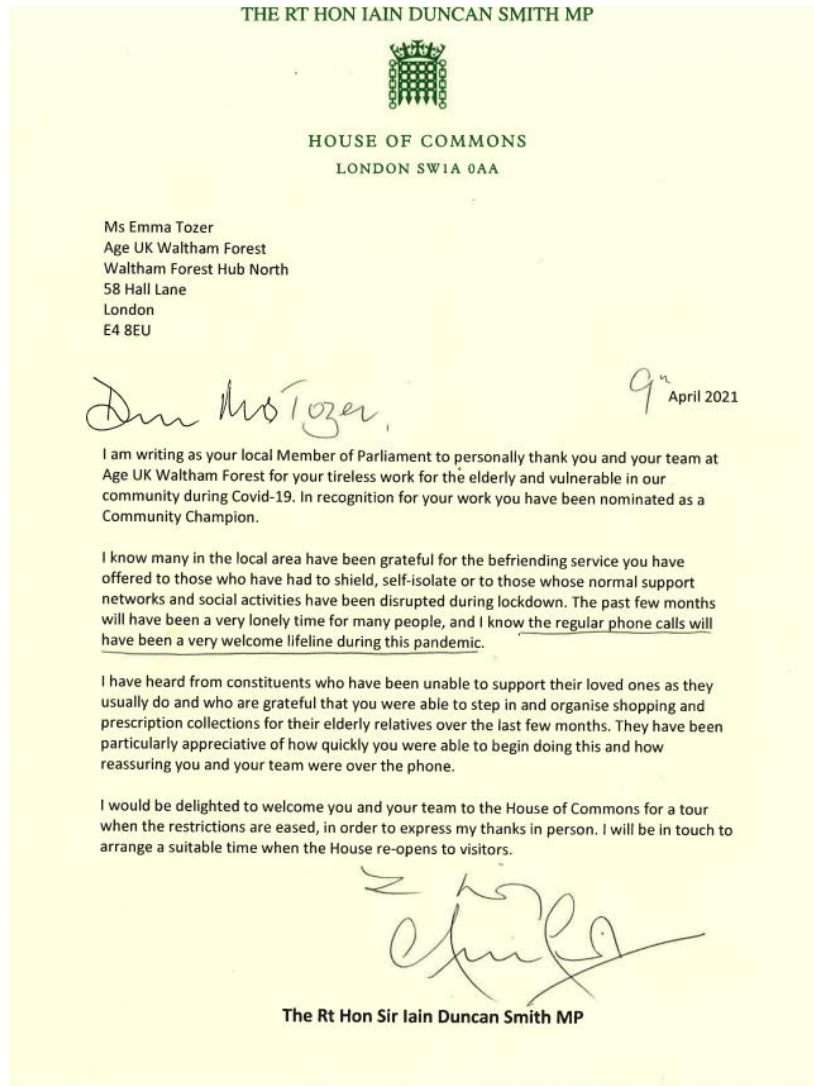 THE RT HON IAIN DUNCAN SMITH MP
HOUSE OF COMMONS
LONDON SW1A 0AA
Ms Emma Tozer
Age UK Waltham Forest
Waltham Forest Hub North
58 Hall Lane
London
E4 8EU
9th April 2021
Dear Ms Tozer,
I am writing as your local Member of Parliament to personally thank you and your team at
Age UK Waltham Forest for your tireless work for the elderly and vulnerable in our
community during Covid-19. In recognition for your work you have been nominated as a
Community Champion.
I know many in the local area have been grateful for the befriending service you have
offered to those who have had to shield, self-isolate or to those whose normal support
networks and social activities have been disrupted during lockdown. The past few months
will have been a very lonely time for many people, and I know the regular phone calls will
have been a very welcome lifeline during this pandemic.
I have heard from constituents who have been unable to support their loved ones as they
usually do and who are grateful that you were able to step in and organise shopping and
prescription collections for their elderly relatives over the last few months. They have been
particularly appreciative of how quickly you were able to begin doing this and how
reassuring you and your team were over the phone.
I would be delighted to welcome you and your team to the House of Commons for a tour
when the restrictions are eased, in order to express my thanks in person. I will be in touch to
arrange a suitable time when the House re-opens to visitors.
The Rt Hon Sir Iain Duncan Smith MP